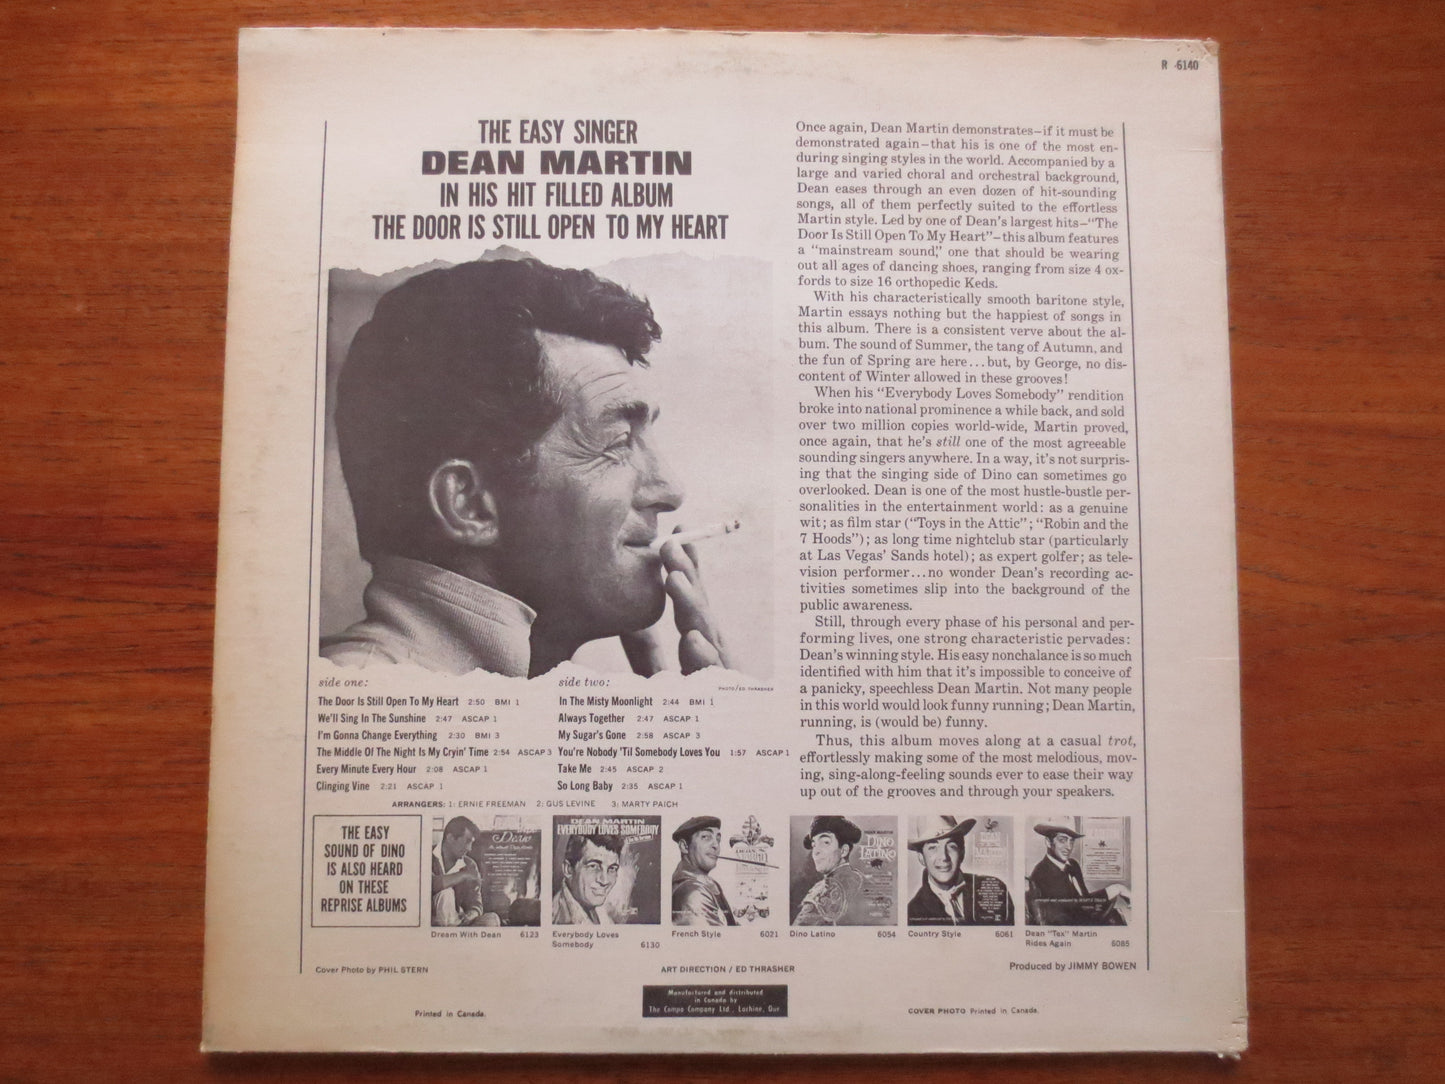 R 6140
THE EASY SINGER
DEAN MARTIN
IN HIS HIT FILLED ALBUM
THE DOOR IS STILL OPEN TO MY HEART
Once again, Dean Martin demonstrates—if it must be
demonstrated again—that his is one of the most en-
during singing styles in the world. Accompanied by a
large and varied choral and orchestral background,
Dean eases through an even dozen of hit-sounding
songs, all of them perfectly suited to the effortless
Martin style. Led by one of Dean's largest hits—"The
Door Is Still Open To My Heart"—this album features
a "mainstream sound," one that should be wearing
out all ages of dancing shoes, ranging from size 4 ox-
fords to size 16 orthopedic Keds.
With his characteristically smooth baritone style,
Martin essays nothing but the happiest of songs in
this album. There is a consistent verve about the al-
bum. The sound of Summer, the tang of Autumn, and
the fun of Spring are here...but, by George, no dis-
content of Winter allowed in these grooves!
When his "Everybody Loves Somebody" rendition
broke into national prominence a while back, and sold
over two million copies world-wide, Martin proved,
once again, that he's still one of the most agreeable
sounding singers anywhere. In a way, it's not surpris-
ing that the singing side of Dino can sometimes go
overlooked. Dean is one of the most hustle-bustle per-
sonalities in the entertainment world: as a genuine
wit; as film star ("Toys in the Attic"; "Robin and the
7 Hoods"); as long time nightclub star (particularly
at Las Vegas' Sands hotel); as expert golfer; as tele-
vision performer...no wonder Dean's recording ac-
tivities sometimes slip into the background of the
public awareness.
Still, through every phase of his personal and per-
forming lives, one strong characteristic pervades:
Dean's winning style. His easy nonchalance is so much
identified with him that it's impossible to conceive of
a panicky, speechless Dean Martin. Not many people
in this world would look funny running; Dean Martin,
running, is (would be) funny.
Thus, this album moves along at a casual trot,
effortlessly making some of the most melodious, mov-
ing, sing-along-feeling sounds ever to ease their way
up out of the grooves and through your speakers.
PHOTO/ED THRASHER
side one:
The Door Is Still Open To My Heart 2:50 BMI 1
We'll Sing In The Sunshine 2:47 ASCAP 1
I'm Gonna Change Everything 2:30 BMI 3
The Middle Of The Night Is My Cryin' Time 2:54 ASCAP 3
Every Minute Every Hour 2:08 ASCAP 1
Clinging Vine 2:21 ASCAP 1
side two:
In The Misty Moonlight 2:44 BMI 1
Always Together 2:47 ASCAP 1
My Sugar's Gone 2:58 ASCAP 3
You're Nobody 'Til Somebody Loves You 1:57 ASCAP 1
Take Me 2:45 ASCAP 2
So Long Baby 2:35 ASCAP 1
ARRANGERS: 1: ERNIE FREEMAN 2: GUS LEVINE 3: MARTY PAICH
THE EASY
SOUND OF DINO
IS ALSO HEARD
ON THESE
REPRISE ALBUMS
Dean
DEAN MARTIN
EVERYBODY LOVES SOMEBODY
DINO
LATINO
Dream With Dean 6123
Everybody Loves
Somebody 6130
French Style 6021
Dino Latino 6054
Country Style 6061
Dean "Tex" Martin
Rides Again 6085
Cover Photo by PHIL STERN
ART DIRECTION / ED THRASHER
Produced by JIMMY BOWEN
Manufactured and distributed
in Canada by
The Compo Company Ltd., Lachine, Que
Printed in Canada.
COVER PHOTO Printed in Canada.